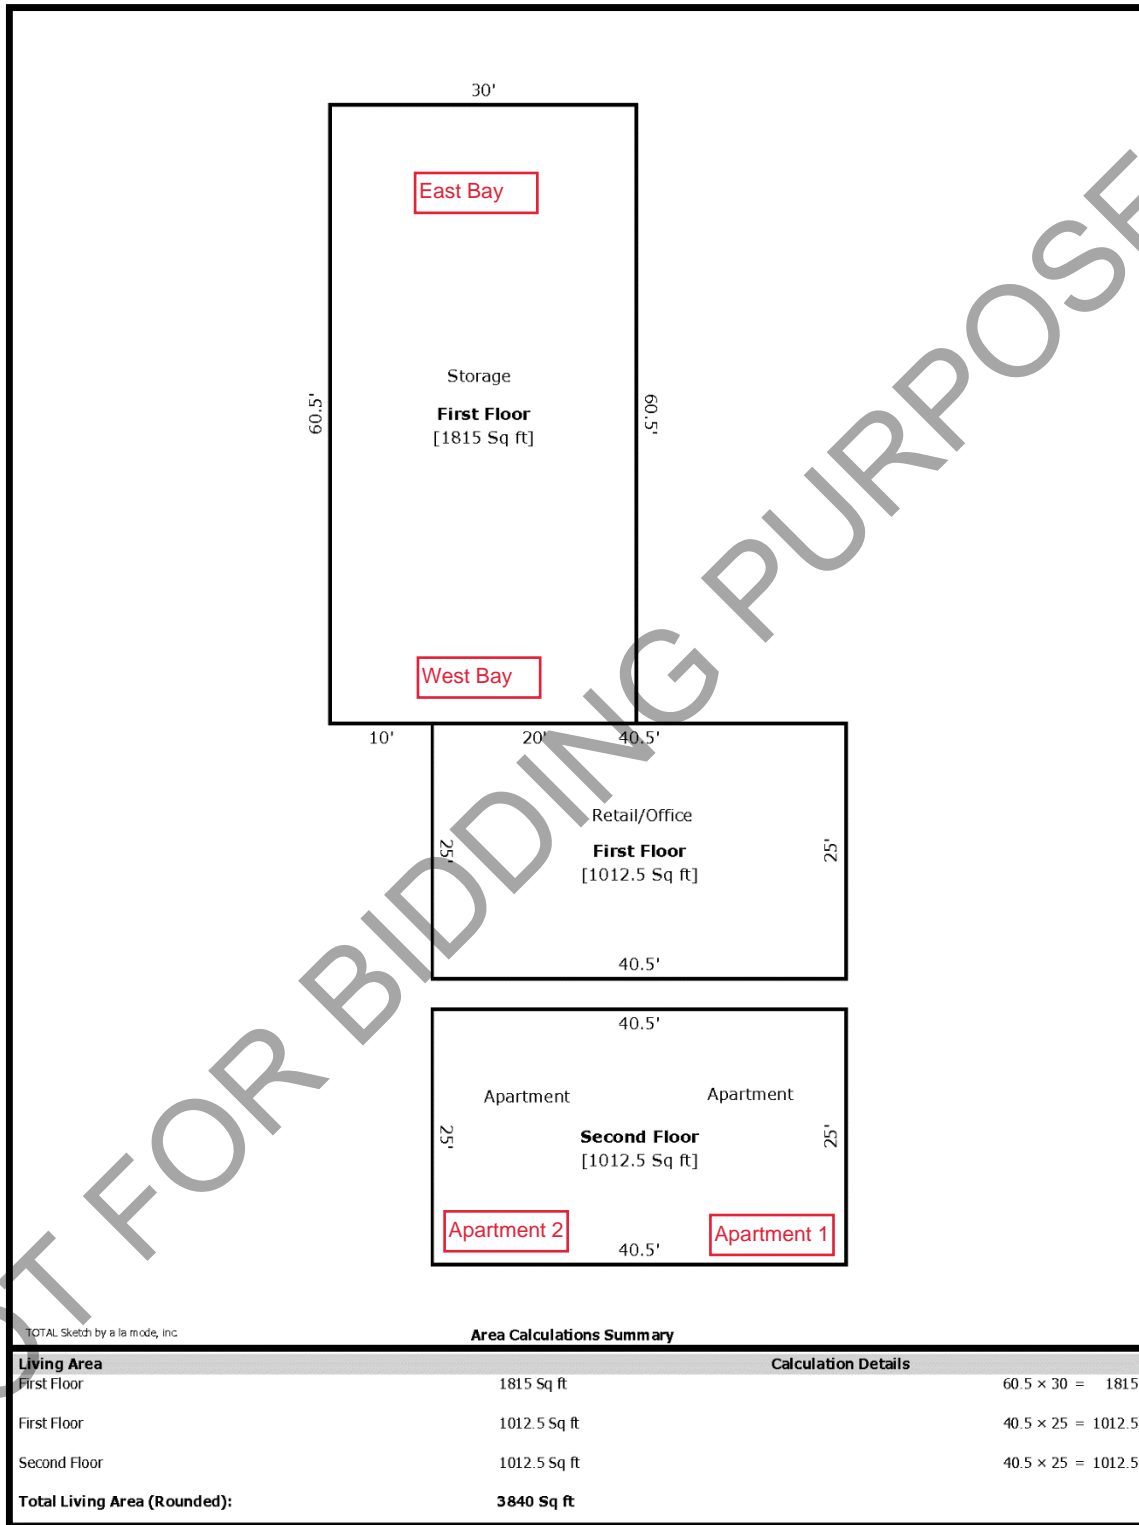 30'
East Bay
Storage
First Floor
[1815 Sq ft]
60.5'
60.5'
West Bay
10' 20' 40.5'
Retail/Office
First Floor
[1012.5 Sq ft]
25'
25'
40.5'
40.5'
Apartment Apartment
Second Floor
[1012.5 Sq ft]
25'
25'
Apartment 2
Apartment 1
40.5'
OT FOR BIDDING PURPOSE
TOTAL Sketch by a la mode, inc.
Area Calculations Summary
Living Area Calculation Details
First Floor 1815 Sq ft 60.5 × 30 = 1815
First Floor 1012.5 Sq ft 40.5 × 25 = 1012.5
Second Floor 1012.5 Sq ft 40.5 × 25 = 1012.5
Total Living Area (Rounded): 3840 Sq ft